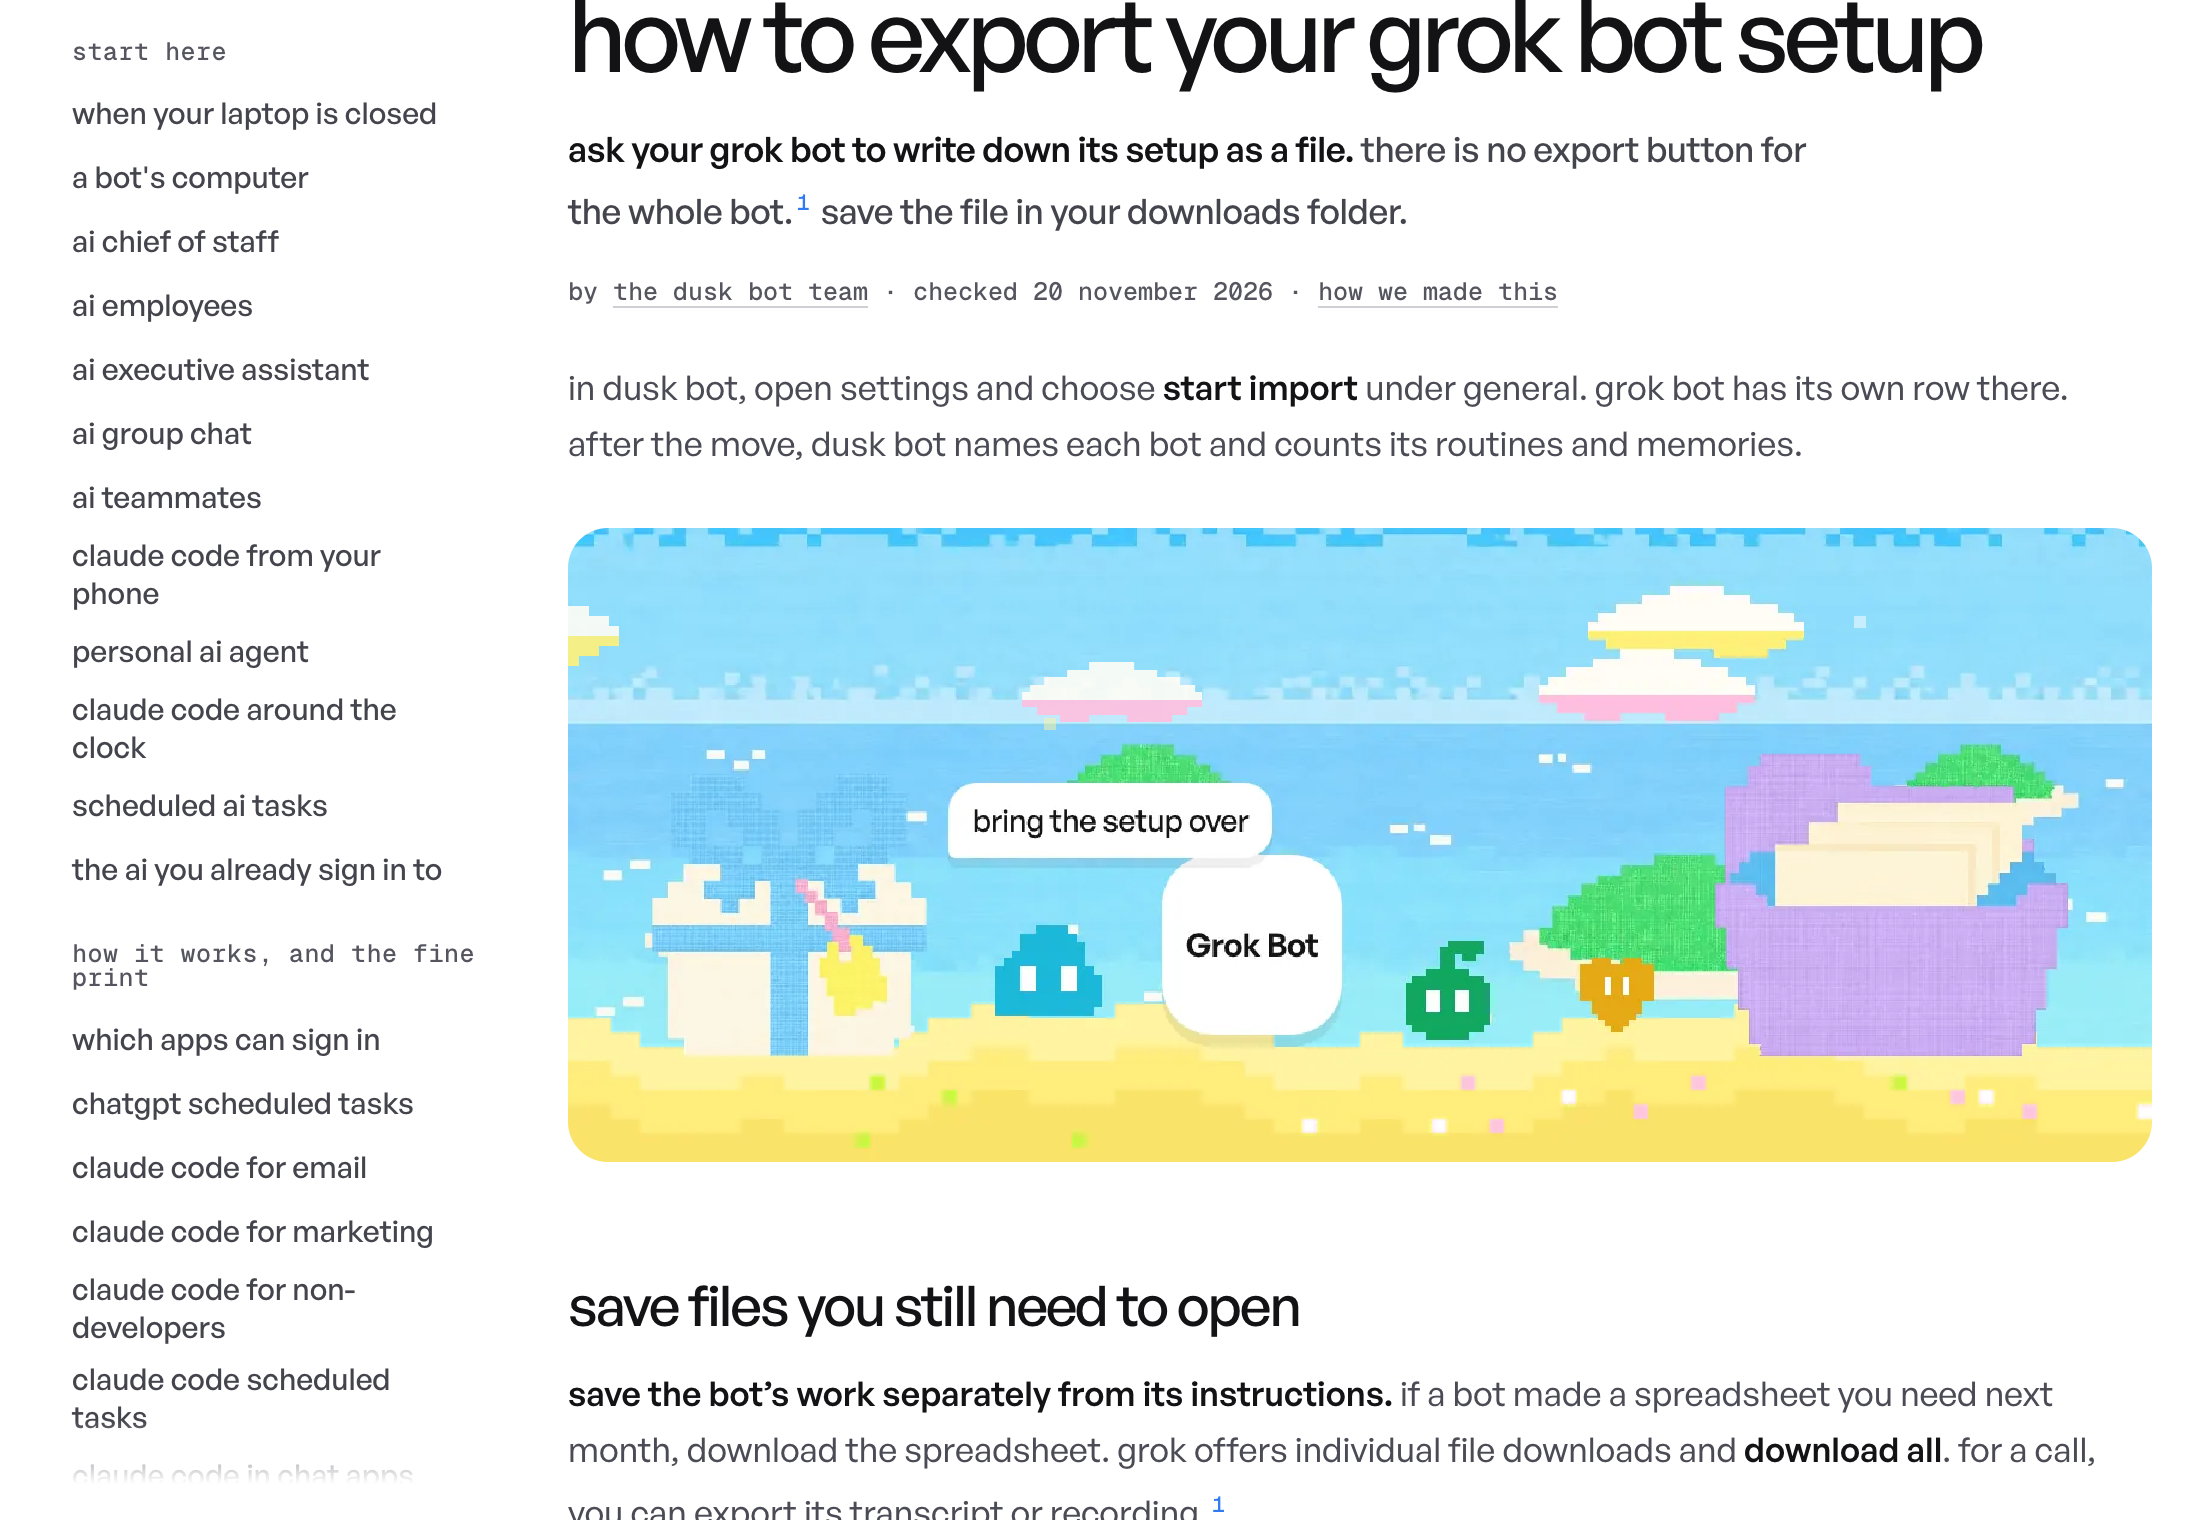 start here
when your laptop is closed
a bot's computer
ai chief of staff
ai employees
ai executive assistant
ai group chat
ai teammates
claude code from your
phone
personal ai agent
claude code around the
clock
scheduled ai tasks
the ai you already sign in to
how it works, and the fine
print
which apps can sign in
chatgpt scheduled tasks
claude code for email
claude code for marketing
claude code for non-
developers
claude code scheduled
tasks
claude code in chat apps
how to export your grok bot setup
ask your grok bot to write down its setup as a file. there is no export button for
the whole bot.1 save the file in your downloads folder.
by the dusk bot team · checked 20 november 2026 · how we made this
in dusk bot, open settings and choose start import under general. grok bot has its own row there.
after the move, dusk bot names each bot and counts its routines and memories.
bring the setup over
Grok Bot
save files you still need to open
save the bot’s work separately from its instructions. if a bot made a spreadsheet you need next
month, download the spreadsheet. grok offers individual file downloads and download all. for a call,
you can export its transcript or recording.1